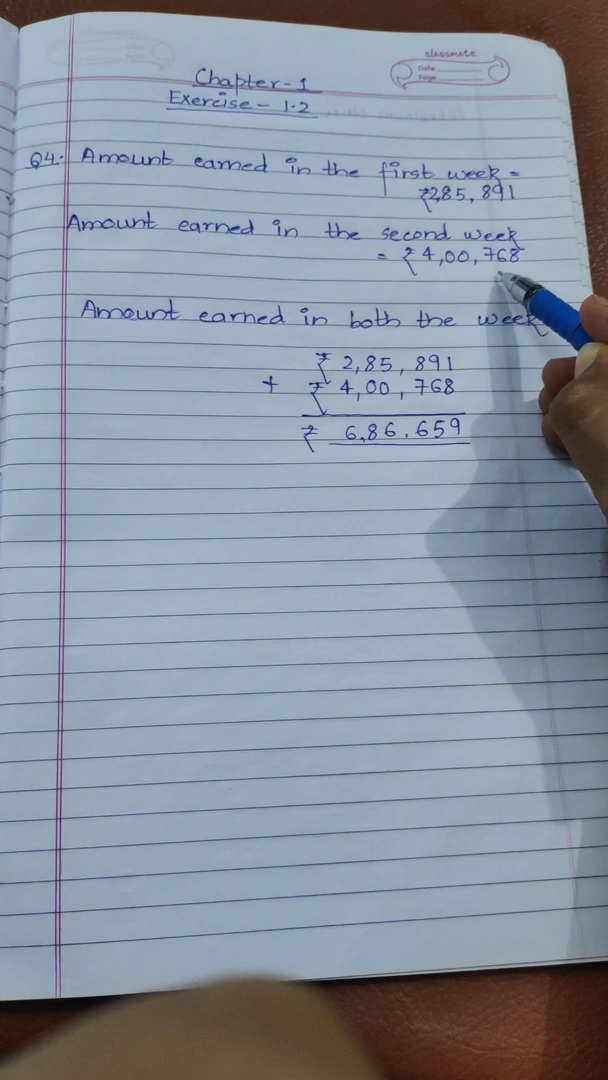 classmate
Date
Page
Chapter-1
Exercise - 1.2
Q4. Amount earned in the first week =
₹285,891
Amount earned in the second week
= ₹4,00,768
Amount earned in both the week
₹ 2,85,891
+ ₹ 4,00,768
₹ 6,86,659